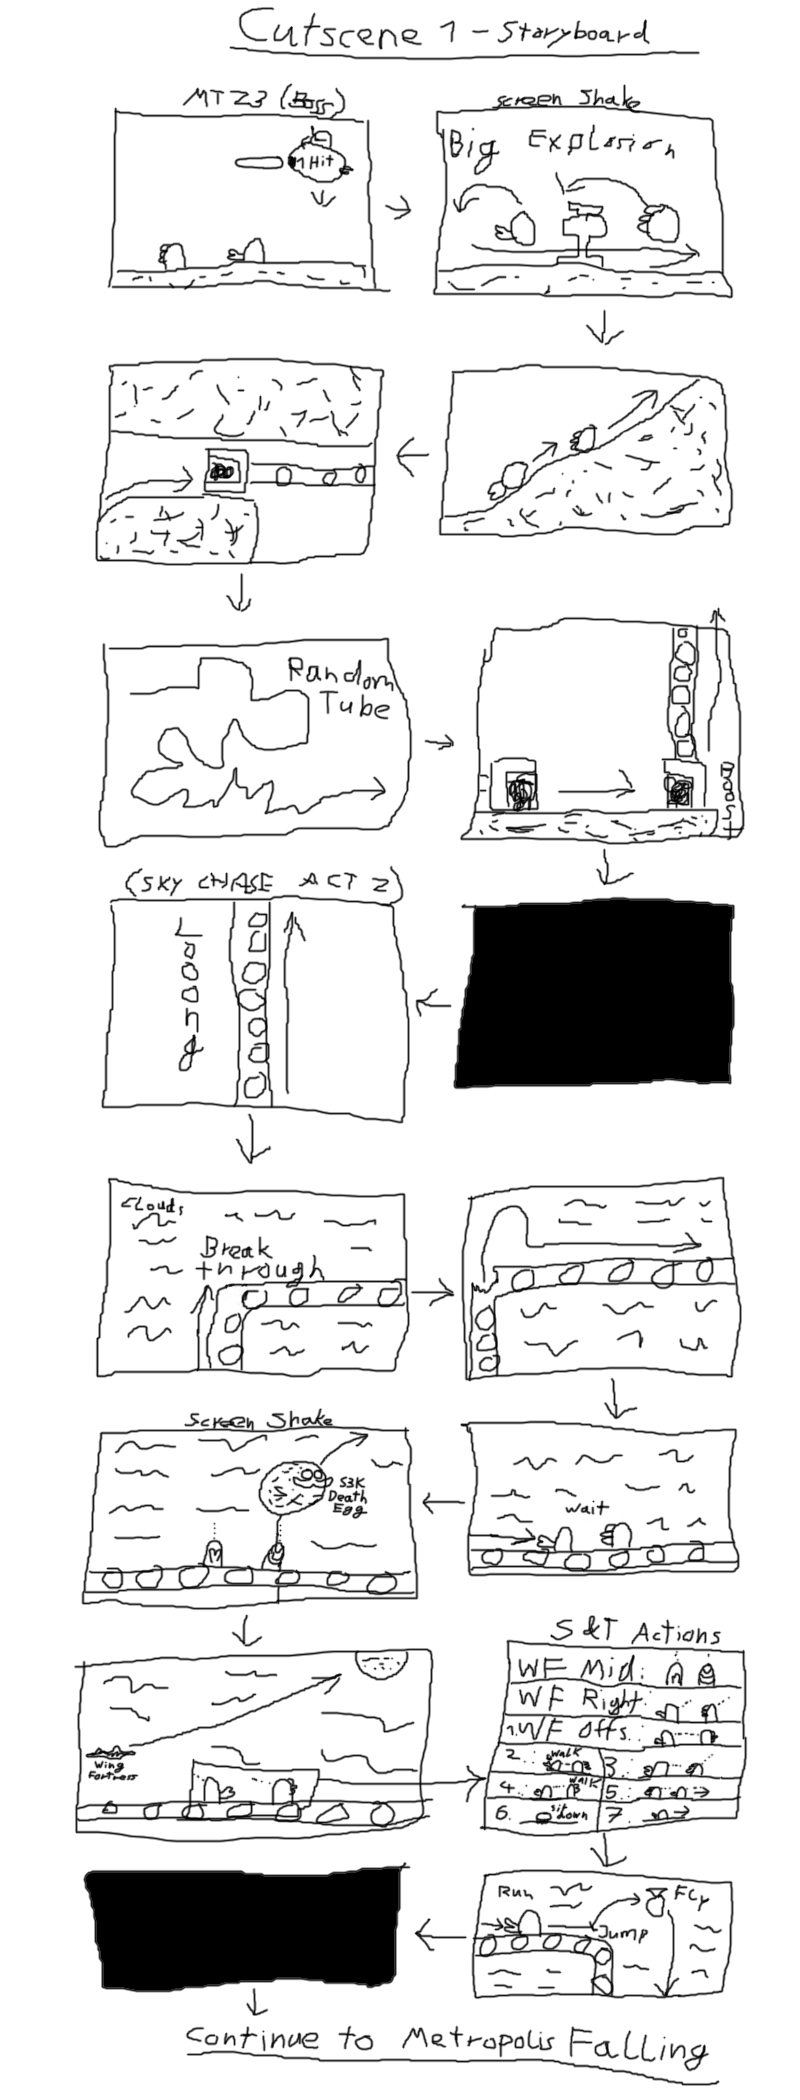 Cutscene 1 - Storyboard
MTZ3 (Boss)
1 Hit
screen Shake
Big Explosion
Random
Tube
(SKY CHASE ACT 2)
Looong
Clouds
Break
through
Wait
Screen Shake
S3K
Death
Egg
Wing
Fortress
S&T Actions
WF Mid:
WF Right:
1. WF Offs
2. walk
3.
4. walk
5.
6. sit down
7.
Run
Jump
Fly
Continue to Metropolis Falling